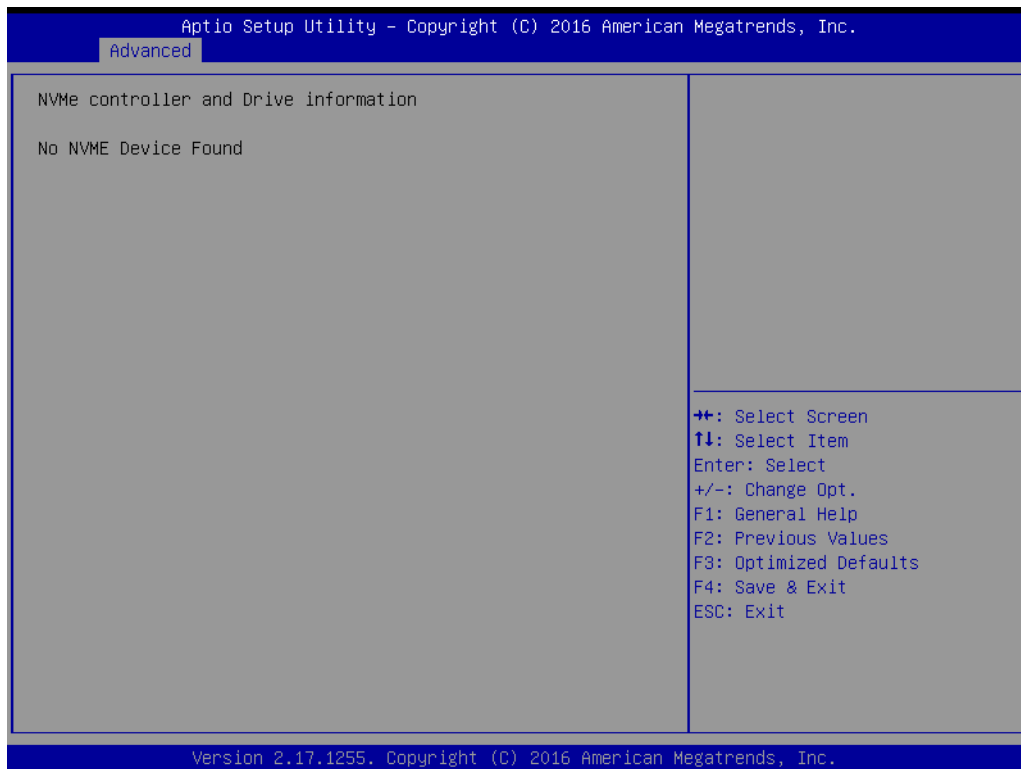 Aptio Setup Utility – Copyright (C) 2016 American Megatrends, Inc.
Advanced
NVMe controller and Drive information
No NVME Device Found
→←: Select Screen
↑↓: Select Item
Enter: Select
+/-: Change Opt.
F1: General Help
F2: Previous Values
F3: Optimized Defaults
F4: Save & Exit
ESC: Exit
Version 2.17.1255. Copyright (C) 2016 American Megatrends, Inc.